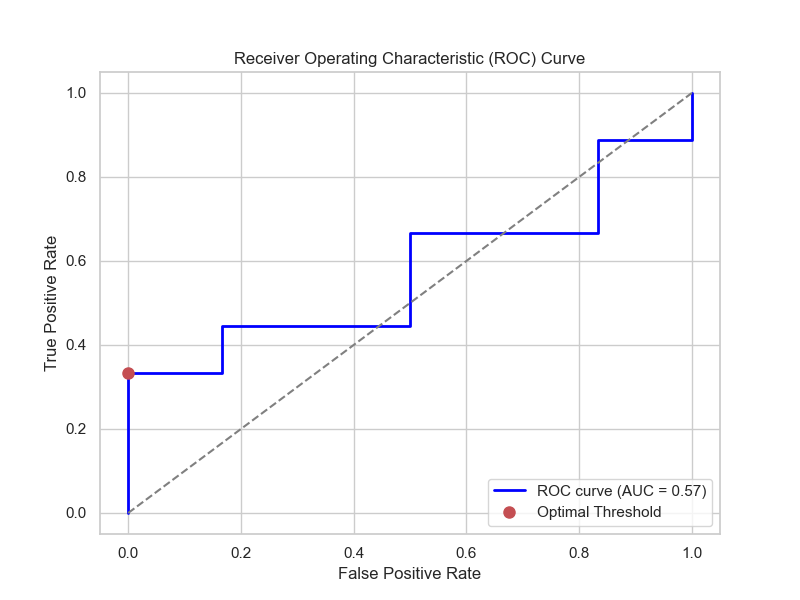 Receiver Operating Characteristic (ROC) Curve
1.0
0.8
0.6
0.4
0.2
0.0
True Positive Rate
0.0 0.2 0.4 0.6 0.8 1.0
False Positive Rate
ROC curve (AUC = 0.57)
Optimal Threshold